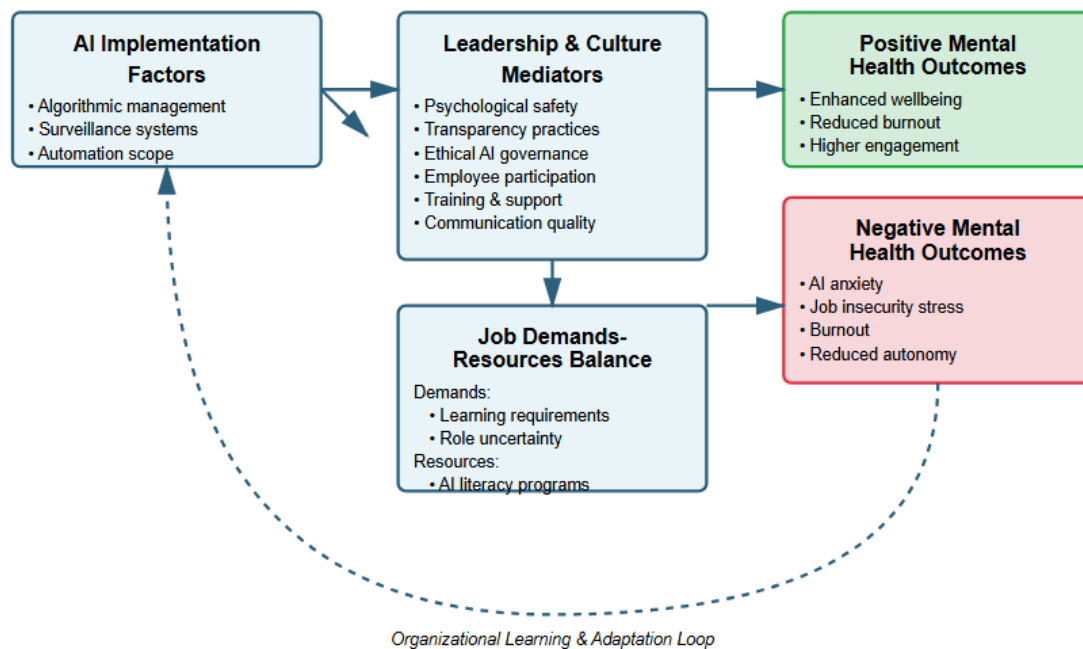 AI Implementation
Factors
• Algorithmic management
• Surveillance systems
• Automation scope
Leadership & Culture
Mediators
• Psychological safety
• Transparency practices
• Ethical AI governance
• Employee participation
• Training & support
• Communication quality
Positive Mental
Health Outcomes
• Enhanced wellbeing
• Reduced burnout
• Higher engagement
Negative Mental
Health Outcomes
• AI anxiety
• Job insecurity stress
• Burnout
• Reduced autonomy
Job Demands-
Resources Balance
Demands:
• Learning requirements
• Role uncertainty
Resources:
• AI literacy programs
Organizational Learning & Adaptation Loop